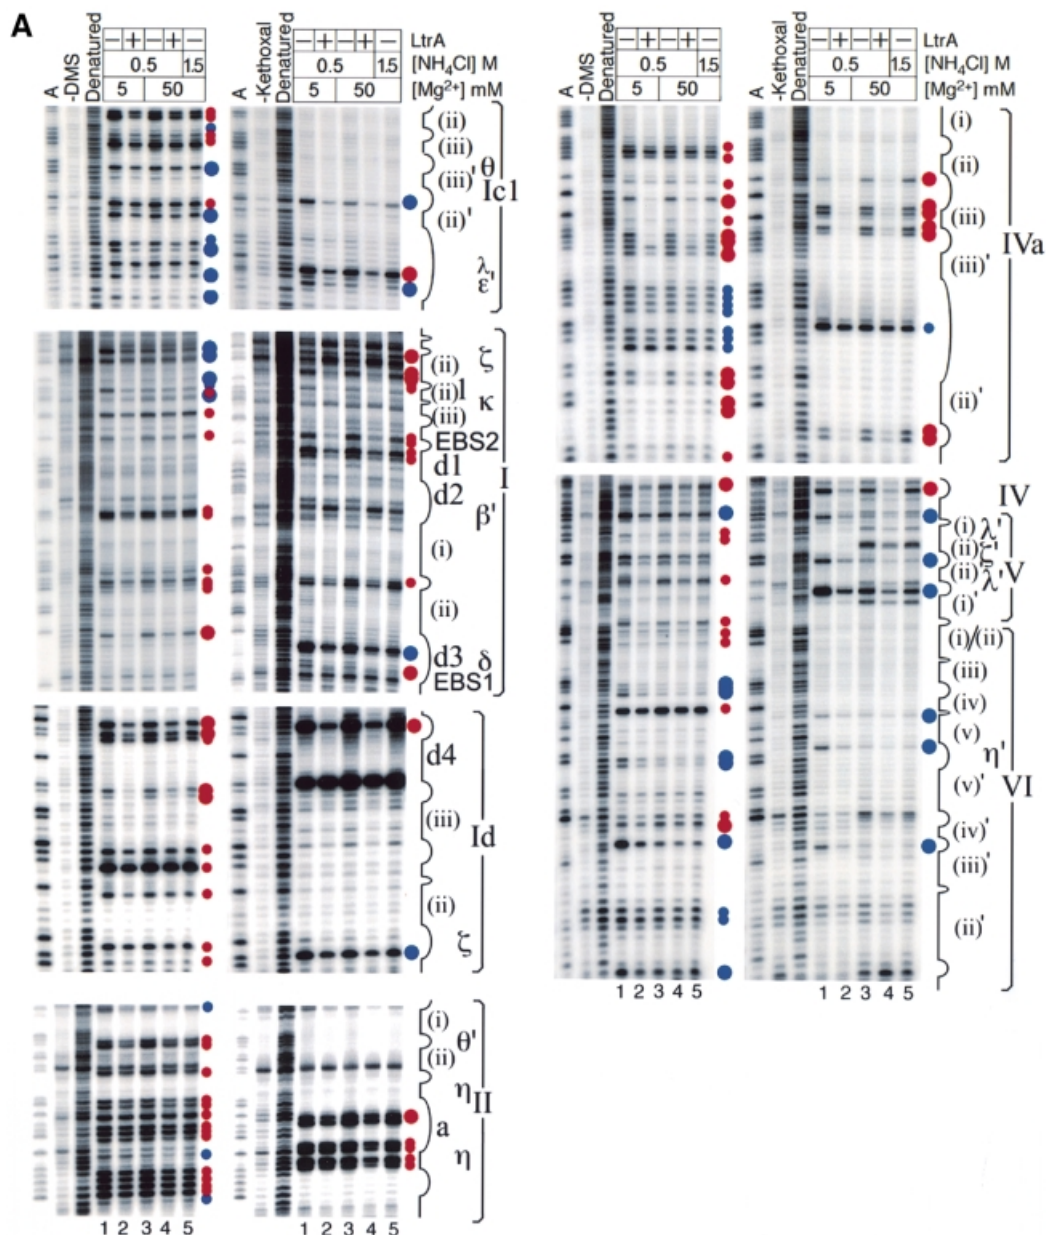 A
A
-DMS
Denatured
– + – + –
0.5 1.5
5 50
A
-Kethoxal
Denatured
– + – + –
0.5 1.5
5 50
LtrA
[NH4Cl] M
[Mg2+] mM
(ii)
(iii)
θ
(iii)'
Ic1
(ii)'
λ
ε'
ζ
(ii)
(ii)1
κ
(iii)
EBS2
d1
I
d2
β'
(i)
(ii)
d3 δ
EBS1
d4
(iii)
Id
(ii)
ζ
(i)
θ'
(ii)
η
II
a
η
1 2 3 4 5
1 2 3 4 5
A
-DMS
Denatured
– + – + –
0.5 1.5
5 50
A
-Kethoxal
Denatured
– + – + –
0.5 1.5
5 50
LtrA
[NH4Cl] M
[Mg2+] mM
(i)
(ii)
(iii)
IVa
(iii)'
(ii)'
IV
(i) λ'
(ii) ζ'
(ii)' λ' V
(i)'
(i)/(ii)
(iii)
(iv)
(v)
η'
(v)'
VI
(iv)'
(iii)'
(ii)'
1 2 3 4 5
1 2 3 4 5